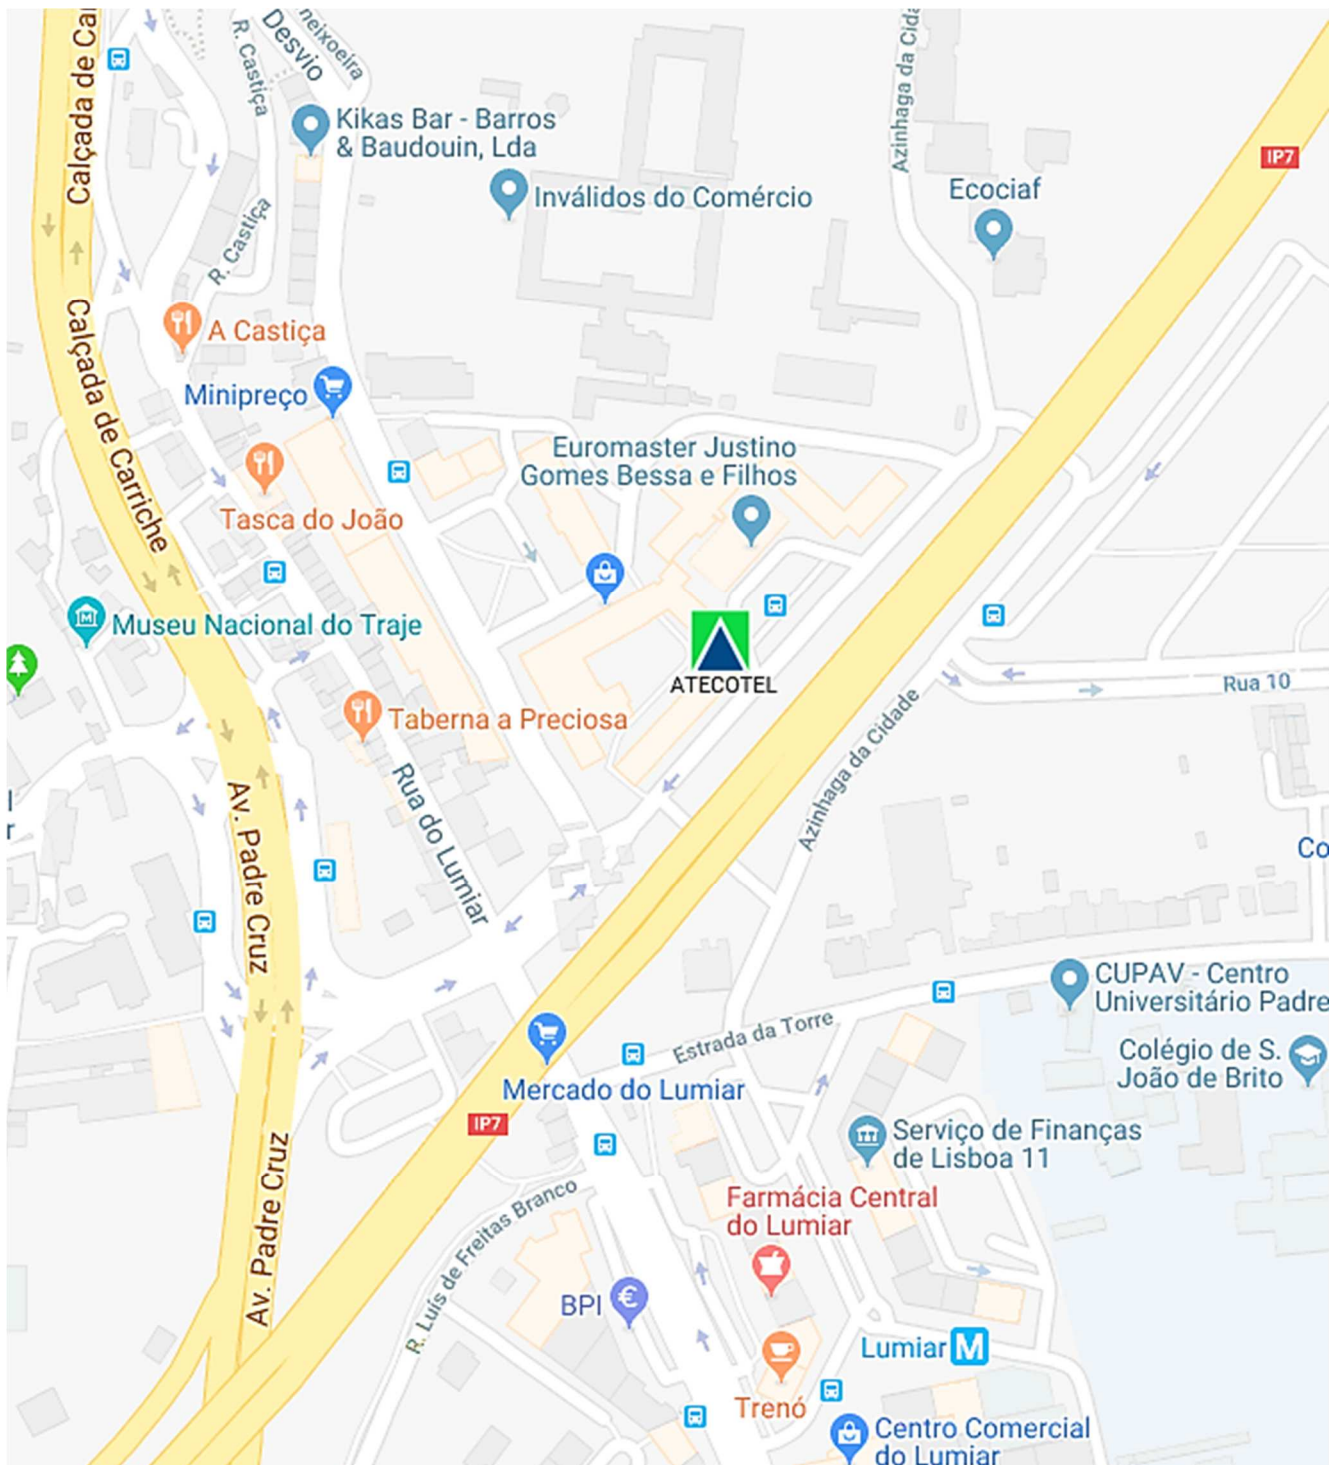 Calçada de Car
Desvio
neixoeira
R. Castiça
Kikas Bar - Barros
& Baudouin, Lda
Azinhaga da Cida
IP7
Inválidos do Comércio
Ecociaf
R. Castiça
A Castiça
Calçada de Carriche
Minipreço
Euromaster Justino
Gomes Bessa e Filhos
Tasca do João
Museu Nacional do Traje
ATECOTEL
Rua 10
Taberna a Preciosa
Azinhaga da Cidade
Rua do Lumiar
Av. Padre Cruz
l
r
Co
CUPAV - Centro
Universitário Padre
Estrada da Torre
Colégio de S.
João de Brito
Mercado do Lumiar
IP7
Serviço de Finanças
de Lisboa 11
Av. Padre Cruz
R. Luís de Freitas Branco
Farmácia Central
do Lumiar
BPI
€
Lumiar M
Trenó
Centro Comercial
do Lumiar